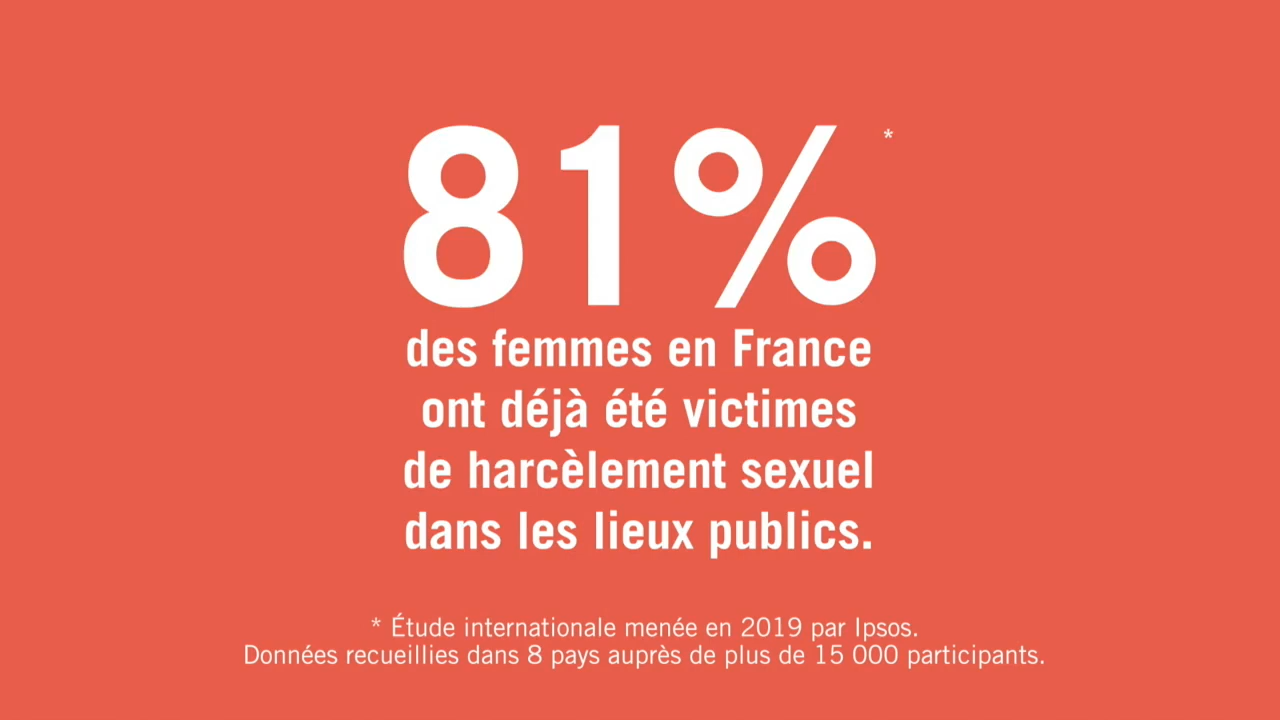 81%*
des femmes en France
ont déjà été victimes
de harcèlement sexuel
dans les lieux publics.
* Étude internationale menée en 2019 par Ipsos.
Données recueillies dans 8 pays auprès de plus de 15 000 participants.